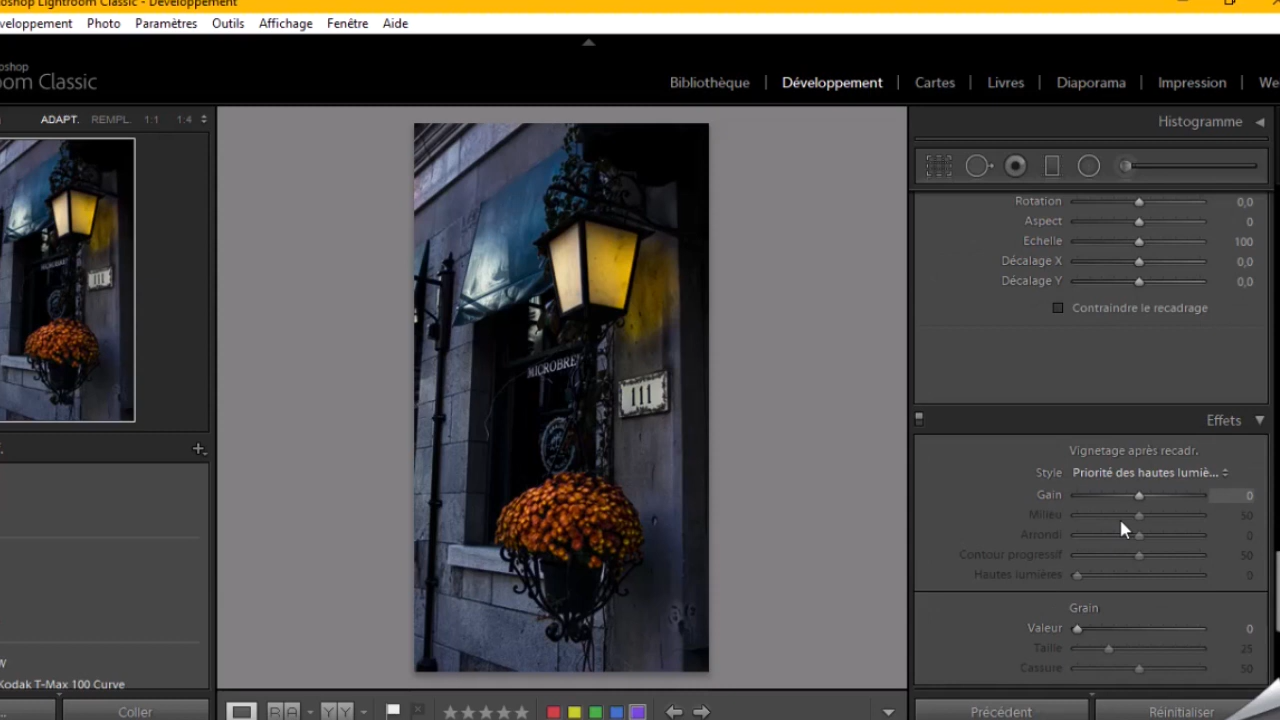 oshop Lightroom Classic - Développement
veloppement Photo Paramètres Outils Affichage Fenêtre Aide
oshop
om Classic
Bibliothèque | Développement | Cartes | Livres | Diaporama | Impression | We
ADAPT. REMPL. 1:1 1:4
Histogramme
Rotation 0,0
Aspect 0
Echelle 100
Décalage X 0,0
Décalage Y 0,0
Contraindre le recadrage
MICROBRE
111
Effets
Vignetage après recadr.
Style Priorité des hautes lumiè...
Gain 0
Milieu 50
Arrondi 0
Contour progressif 50
Hautes lumières 0
Grain
Valeur 0
Taille 25
Cassure 50
W
Kodak T-Max 100 Curve
... Coller
R A Y Y
Précédent Réinitialiser